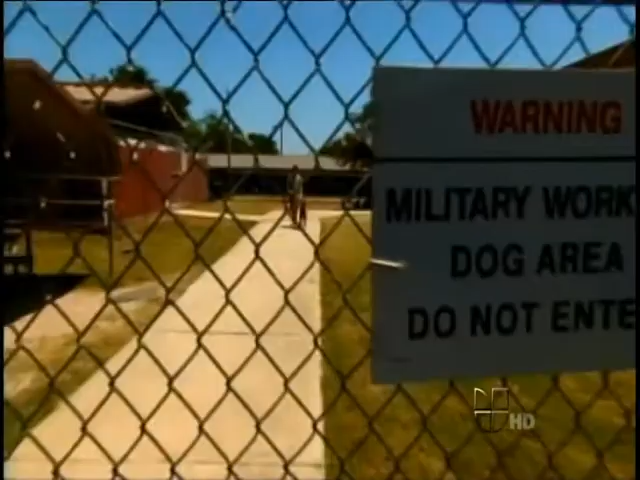 WARNING
MILITARY WORK
DOG AREA
DO NOT ENTE
HD